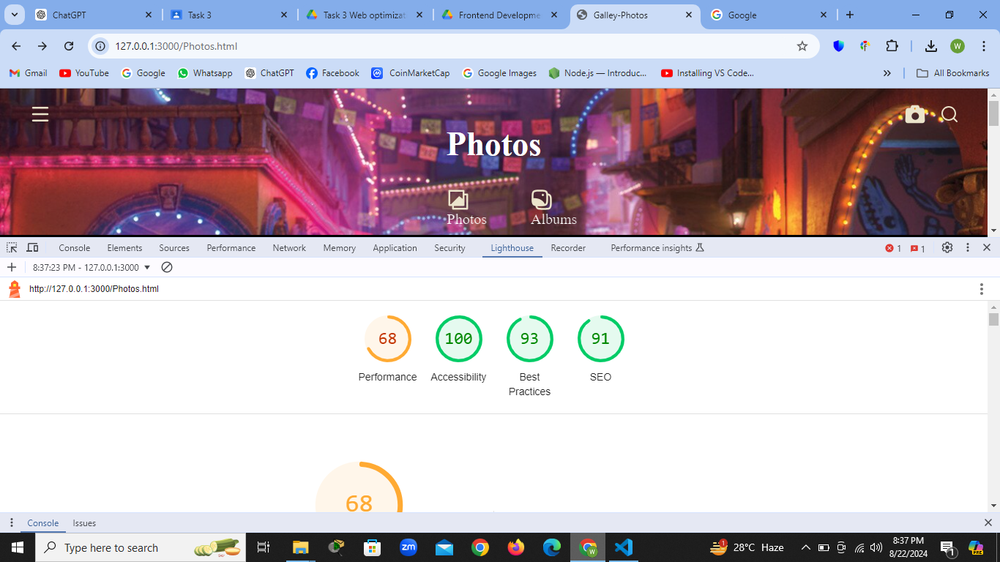 ChatGPT
Task 3
Task 3 Web optimizat
Frontend Developme
Galley-Photos
Google
127.0.0.1:3000/Photos.html
W
Gmail
YouTube
Google
Whatsapp
ChatGPT
Facebook
CoinMarketCap
Google Images
Node.js — Introduc...
Installing VS Code...
»
All Bookmarks
Photos
Photos
Albums
Console
Elements
Sources
Performance
Network
Memory
Application
Security
Lighthouse
Recorder
Performance insights
1
1
8:37:23 PM - 127.0.0.1:3000
http://127.0.0.1:3000/Photos.html
68
100
93
91
Performance
Accessibility
Best
Practices
SEO
68
Console
Issues
Type here to search
zm
W
1
28°C Haze
8:37 PM
8/22/2024
1
PRE